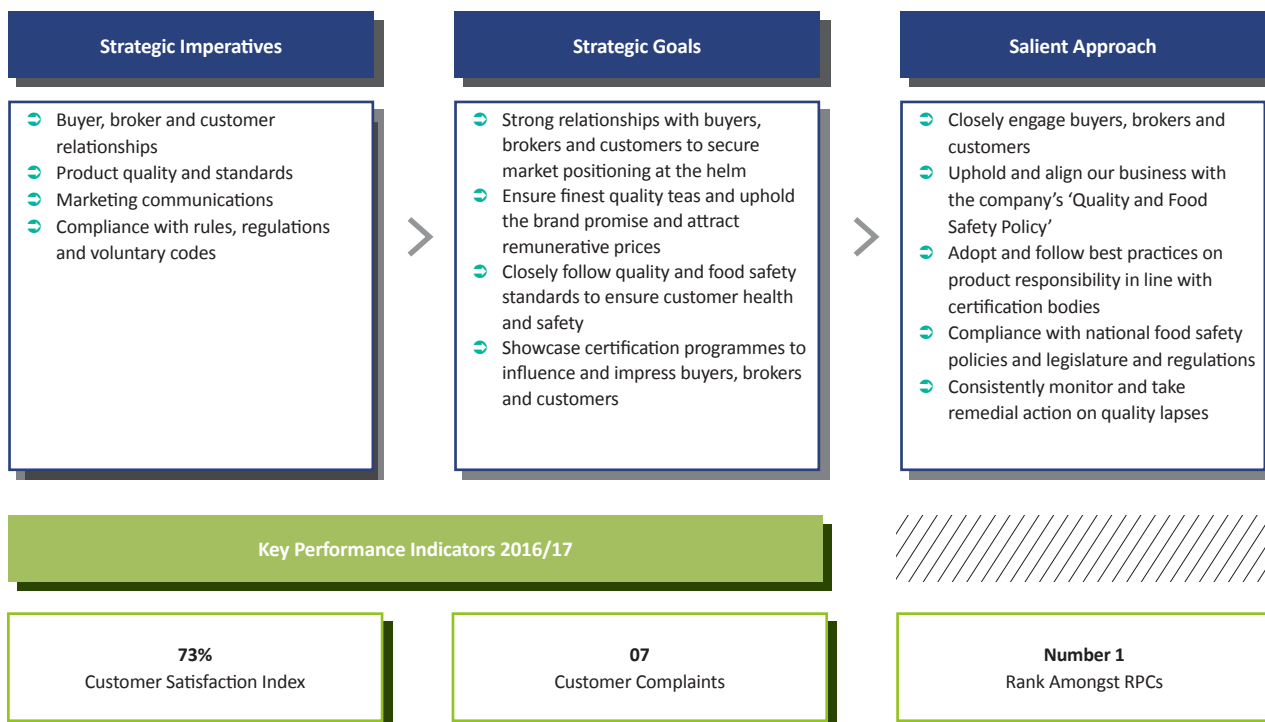 Strategic Imperatives
Buyer, broker and customer
relationships
Product quality and standards
Marketing communications
Compliance with rules, regulations
and voluntary codes
Strategic Goals
Strong relationships with buyers,
brokers and customers to secure
market positioning at the helm
Ensure finest quality teas and uphold
the brand promise and attract
remunerative prices
Closely follow quality and food safety
standards to ensure customer health
and safety
Showcase certification programmes to
influence and impress buyers, brokers
and customers
Salient Approach
Closely engage buyers, brokers and
customers
Uphold and align our business with
the company's ‘Quality and Food
Safety Policy’
Adopt and follow best practices on
product responsibility in line with
certification bodies
Compliance with national food safety
policies and legislature and regulations
Consistently monitor and take
remedial action on quality lapses
Key Performance Indicators 2016/17
73%
Customer Satisfaction Index
07
Customer Complaints
Number 1
Rank Amongst RPCs